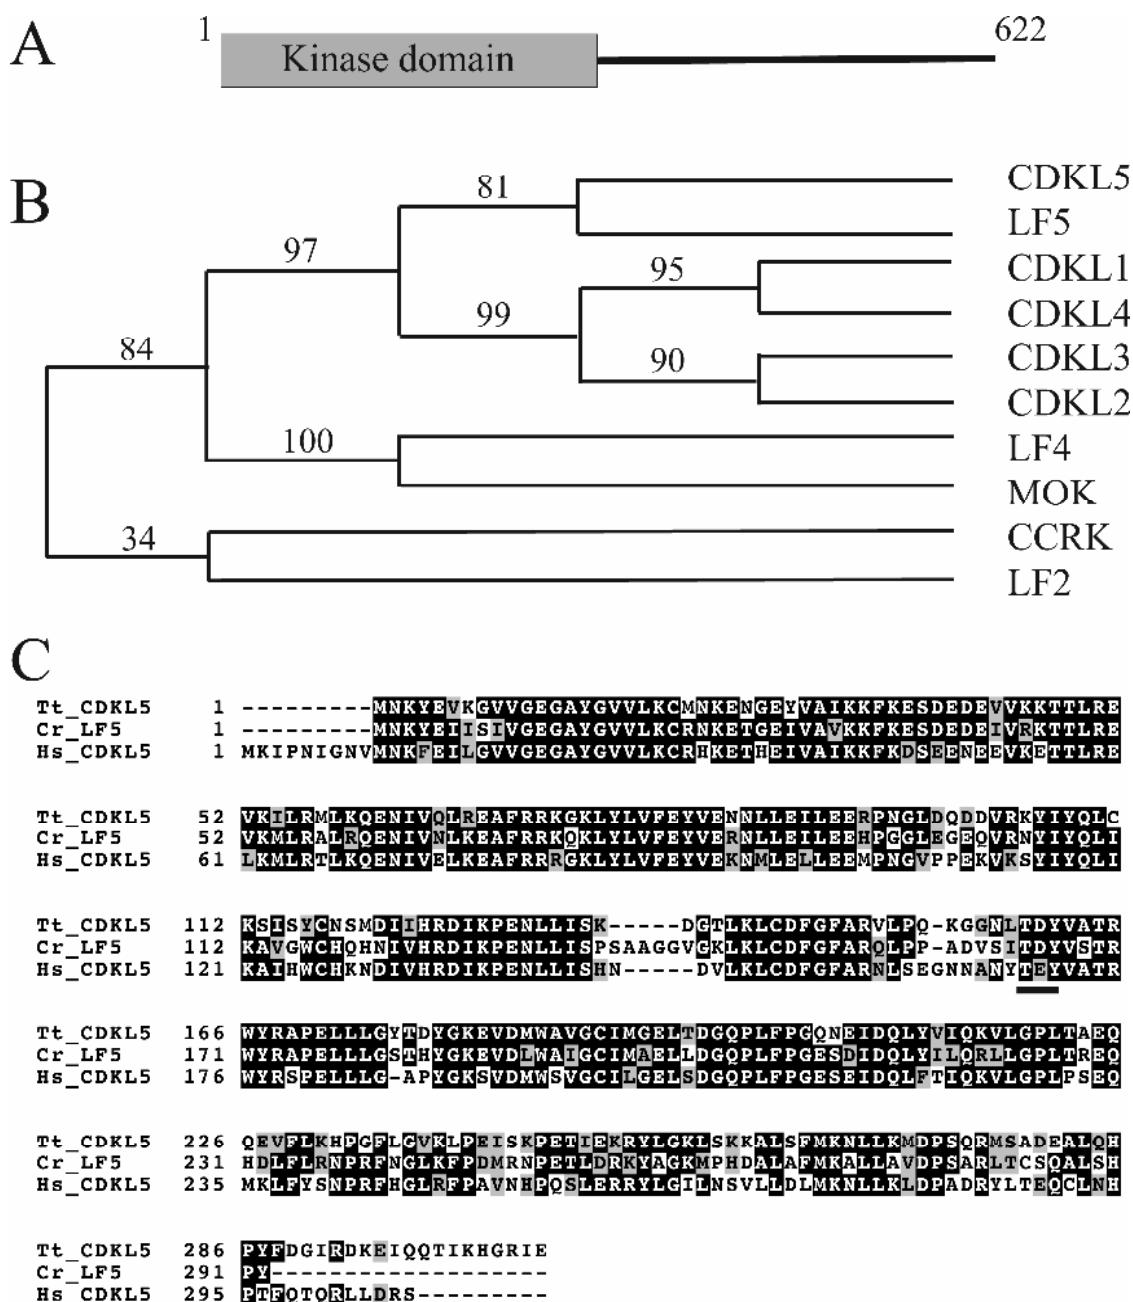 A
1
622
Kinase domain
B
81
CDKL5
LF5
97
95
CDKL1
99
CDKL4
84
90
CDKL3
CDKL2
100
LF4
MOK
34
CCRK
LF2
C
Tt_CDKL5 1 ---------MNKYEVKGVVGEGAYGVVLKCMNKENGEYVAIKKFKESDEDEVVKKTTLRE
Cr_LF5 1 ---------MNKYEIISIVGEGAYGVVLKCRNKETGEIVAVKKFKESDEDEIVRKTTLRE
Hs_CDKL5 1 MKIPNIGNVMNKFEILGVVGEGAYGVVLKCRHKETHEIVAIKKFKDSEENEEVKETTLRE
Tt_CDKL5 52 VKILRMLKQENIVQLREAFRRKGKLYLVFEYVENNLLEILEERPNGLDQDDVRKYIYQLC
Cr_LF5 52 VKMLRALRQENIVNLKEAFRRKQKLYLVFEYVERNLLEILEEHPGGLEGEQVRNYIYQLI
Hs_CDKL5 61 LKMLRTLKQENIVELKEAFRRRGKLYLVFEYVEKNMLELLEEMPNGVPPEKVKSYIYQLI
Tt_CDKL5 112 KSISYCNSMDIIHRDIKPENLLISK-----DGTLKLCDFGFARVLPQ-KGGNLTDYVATR
Cr_LF5 112 KAVGWCHQHNIVHRDIKPENLLISPSAAGGVGKLKLCDFGFARQLPP-ADVSITDYVSTR
Hs_CDKL5 121 KAIHWCHKNDIVHRDIKPENLLISHN-----DVLKLCDFGFARNLSEGNNANYTEYVATR
Tt_CDKL5 166 WYRAPELLLGYTDYGKEVDMWAVGCIMGELTDGQPLFPGQNEIDQLYVIQKVLGPLTAEQ
Cr_LF5 171 WYRAPELLLGSTHYGKEVDLWAIGCIMAELLDGQPLFPGESDIDQLYILQRLLGPLTREQ
Hs_CDKL5 176 WYRSPELLLG-APYGKSVDMWSVGCILGELSDGQPLFPGESEIDQLFTIQKVLGPLPSEQ
Tt_CDKL5 226 QEVFLKHPGFLGVKLPEISKPETIEKRYLGKLSKKALSFMKNLLKMDPSQRMSADEALQH
Cr_LF5 231 HDLFLRNPRFNGLKFPDMRNPETLDRKYAGKMPHDALAFMKALLAVDPSARLTCSQALSH
Hs_CDKL5 235 MKLFYSNPRFHGLRFPAVNHPQSLERRYLGILNSVLLDLMKNLLKLDPADRYLTEQCLNH
Tt_CDKL5 286 PYFDGIRDKEIQQTIKHGRIE
Cr_LF5 291 PY-------------------
Hs_CDKL5 295 PTFQTQRLLDRS---------